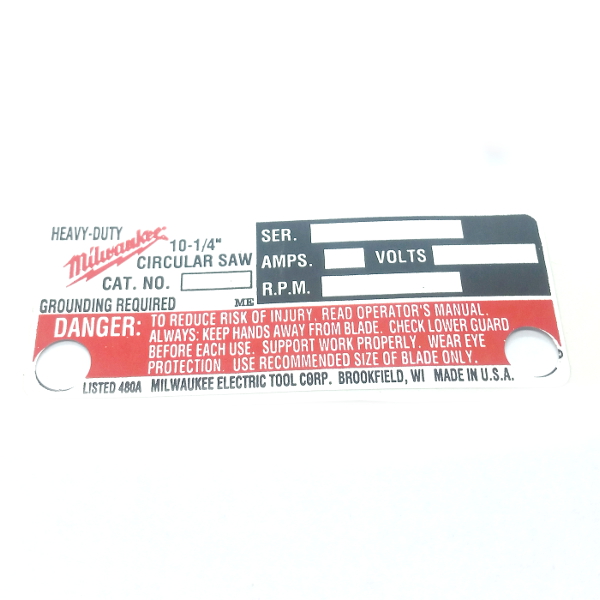 HEAVY-DUTY
Milwaukee
10-1/4"
CIRCULAR SAW
CAT. NO.
GROUNDING REQUIRED
ME
SER.
AMPS. VOLTS
R.P.M.
DANGER: TO REDUCE RISK OF INJURY, READ OPERATOR'S MANUAL.
ALWAYS: KEEP HANDS AWAY FROM BLADE. CHECK LOWER GUARD
BEFORE EACH USE. SUPPORT WORK PROPERLY. WEAR EYE
PROTECTION. USE RECOMMENDED SIZE OF BLADE ONLY.
LISTED 480A MILWAUKEE ELECTRIC TOOL CORP. BROOKFIELD, WI MADE IN U.S.A.